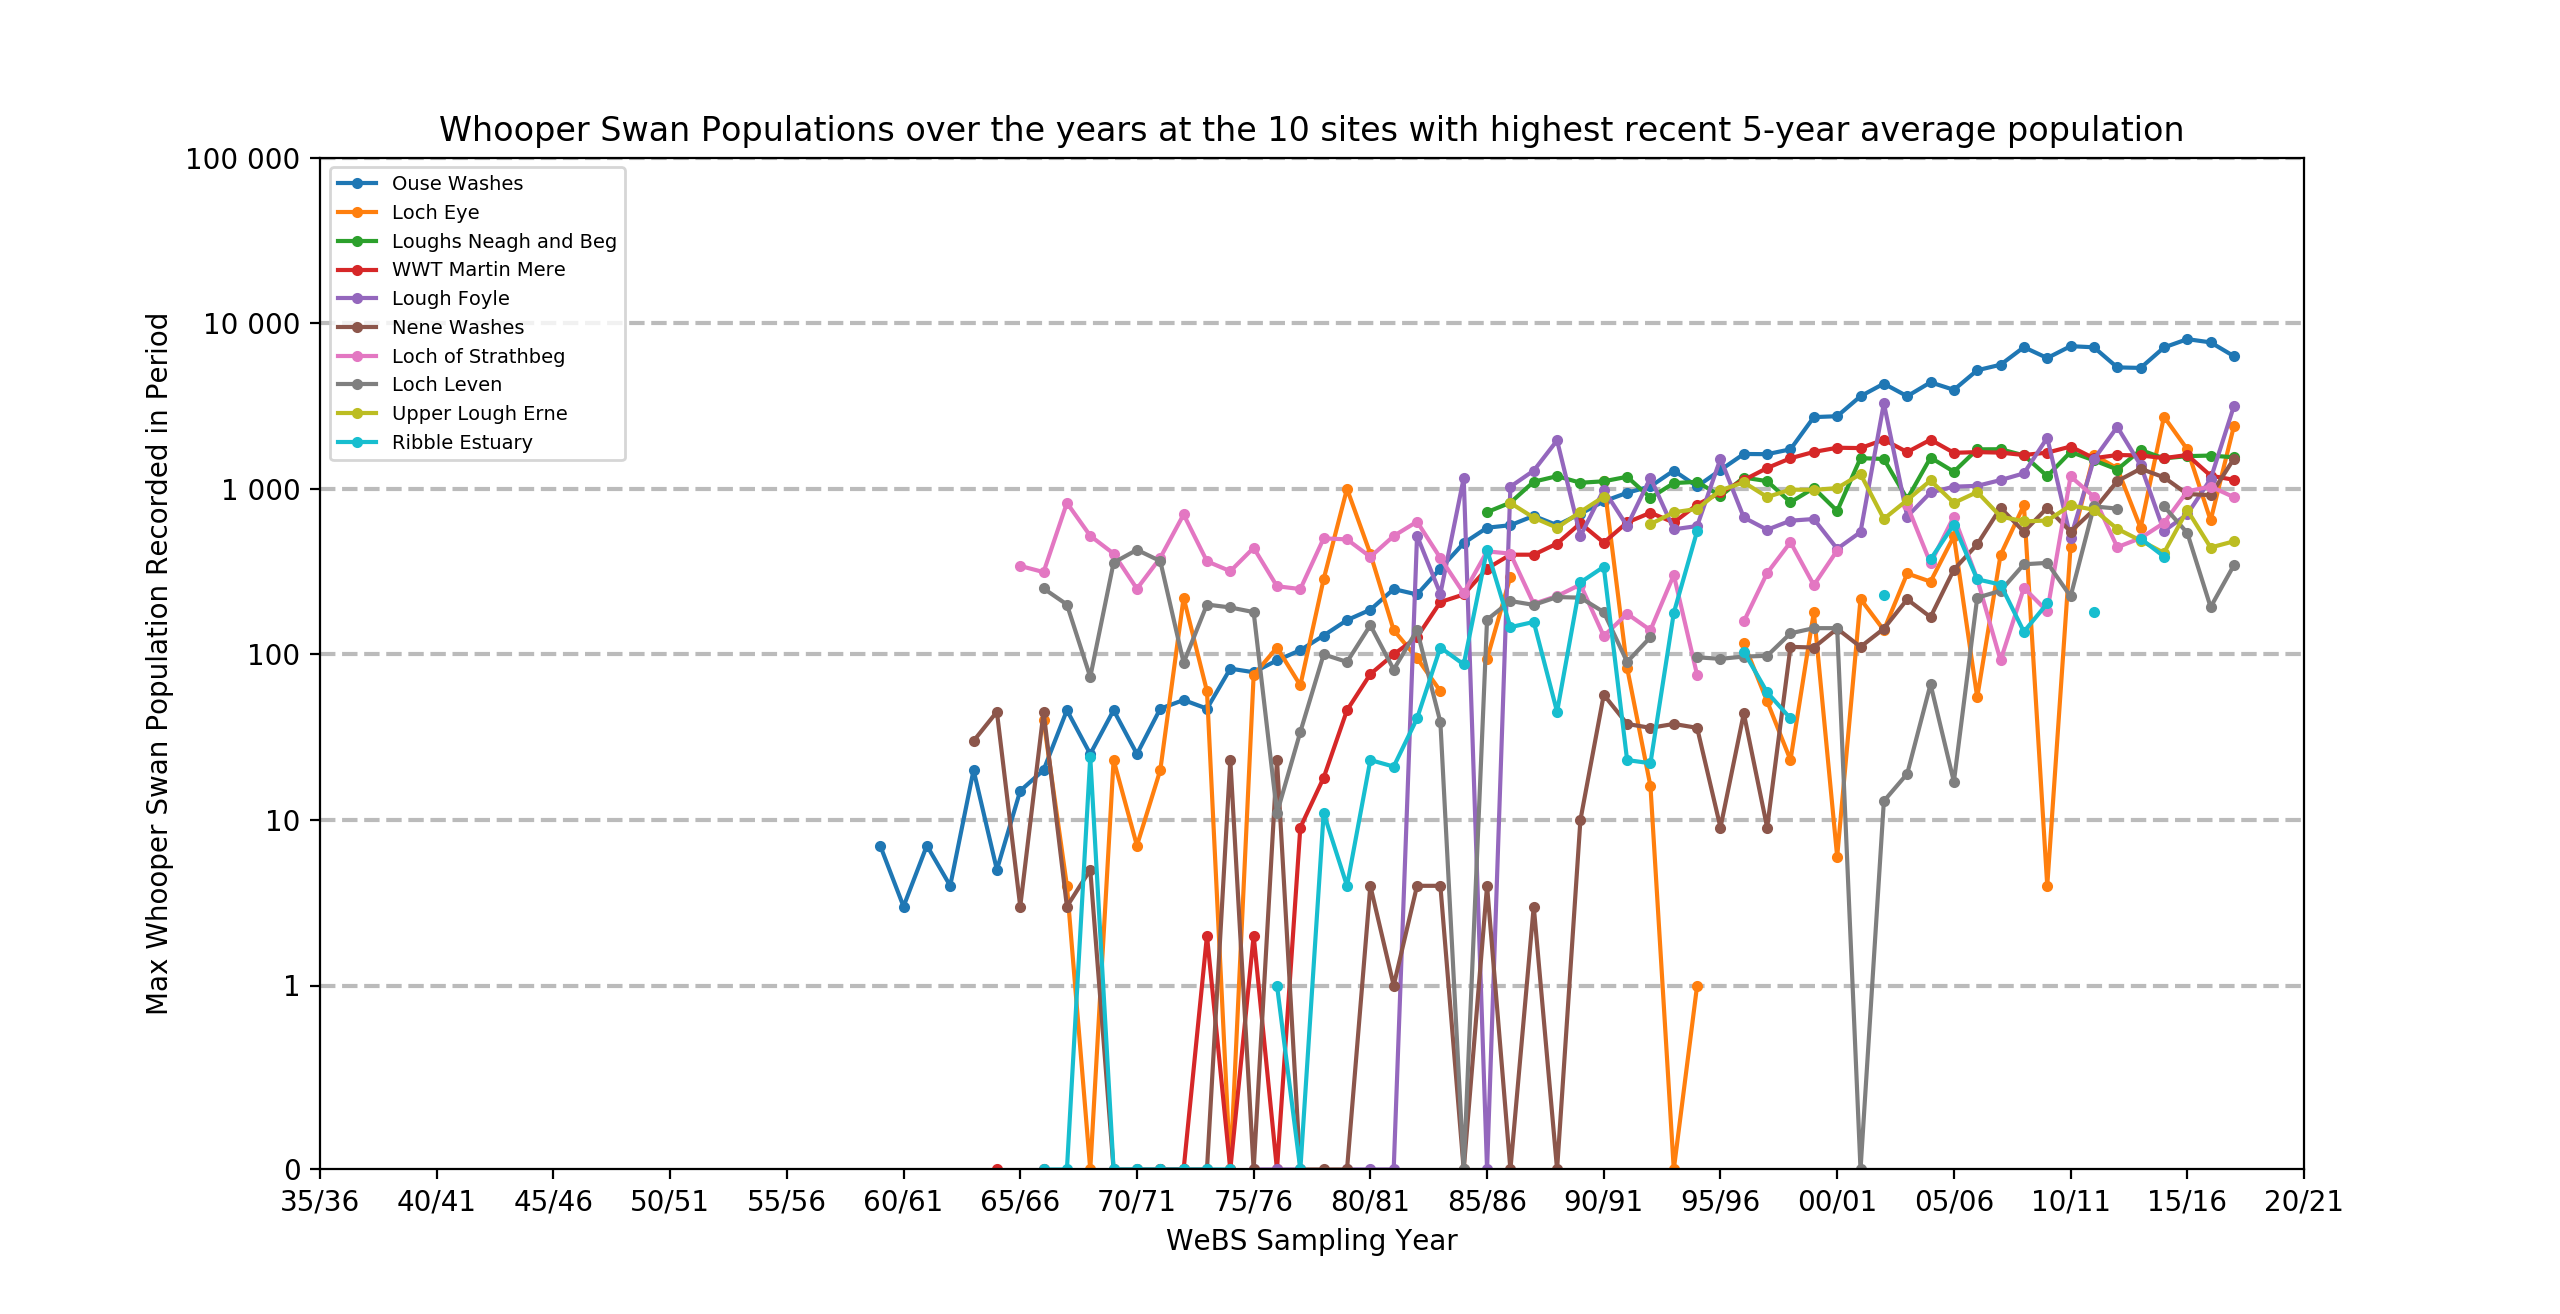 Whooper Swan Populations over the years at the 10 sites with highest recent 5-year average population
100 000
10 000
1 000
100
10
1
0
Max Whooper Swan Population Recorded in Period
Ouse Washes
Loch Eye
Loughs Neagh and Beg
WWT Martin Mere
Lough Foyle
Nene Washes
Loch of Strathbeg
Loch Leven
Upper Lough Erne
Ribble Estuary
35/36 40/41 45/46 50/51 55/56 60/61 65/66 70/71 75/76 80/81 85/86 90/91 95/96 00/01 05/06 10/11 15/16 20/21
WeBS Sampling Year